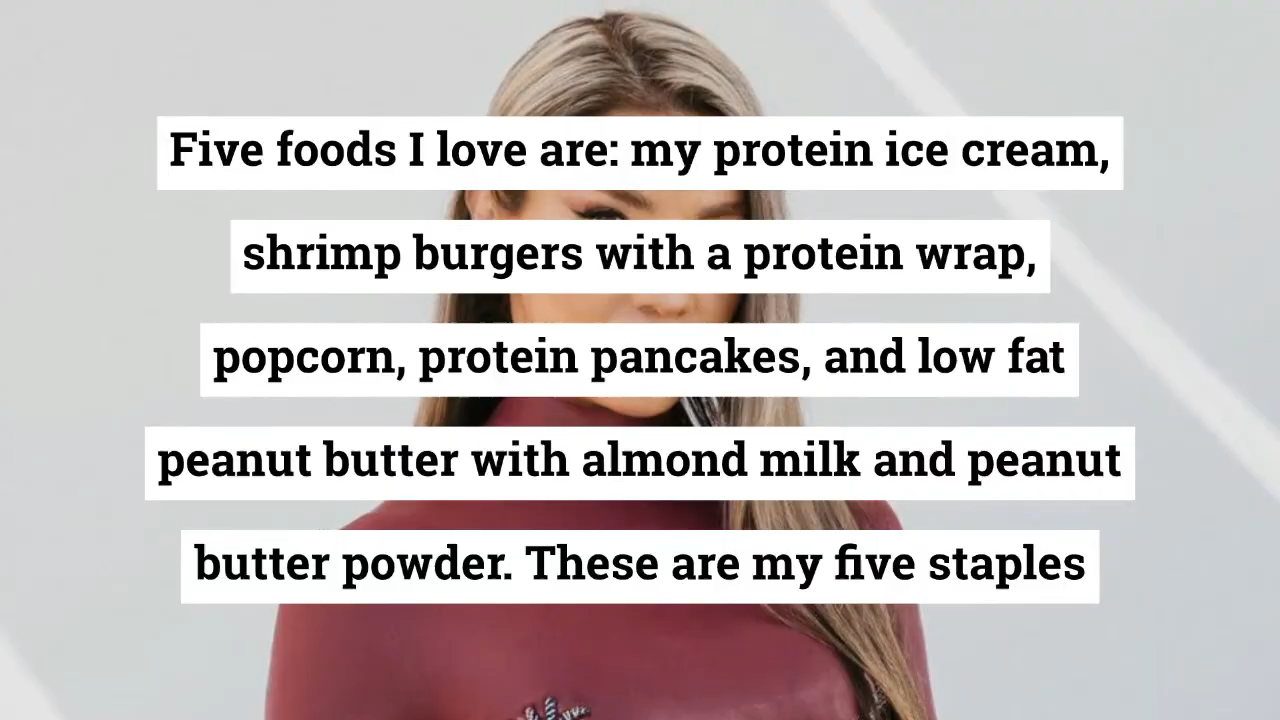 Five foods I love are: my protein ice cream,
shrimp burgers with a protein wrap,
popcorn, protein pancakes, and low fat
peanut butter with almond milk and peanut
butter powder. These are my five staples